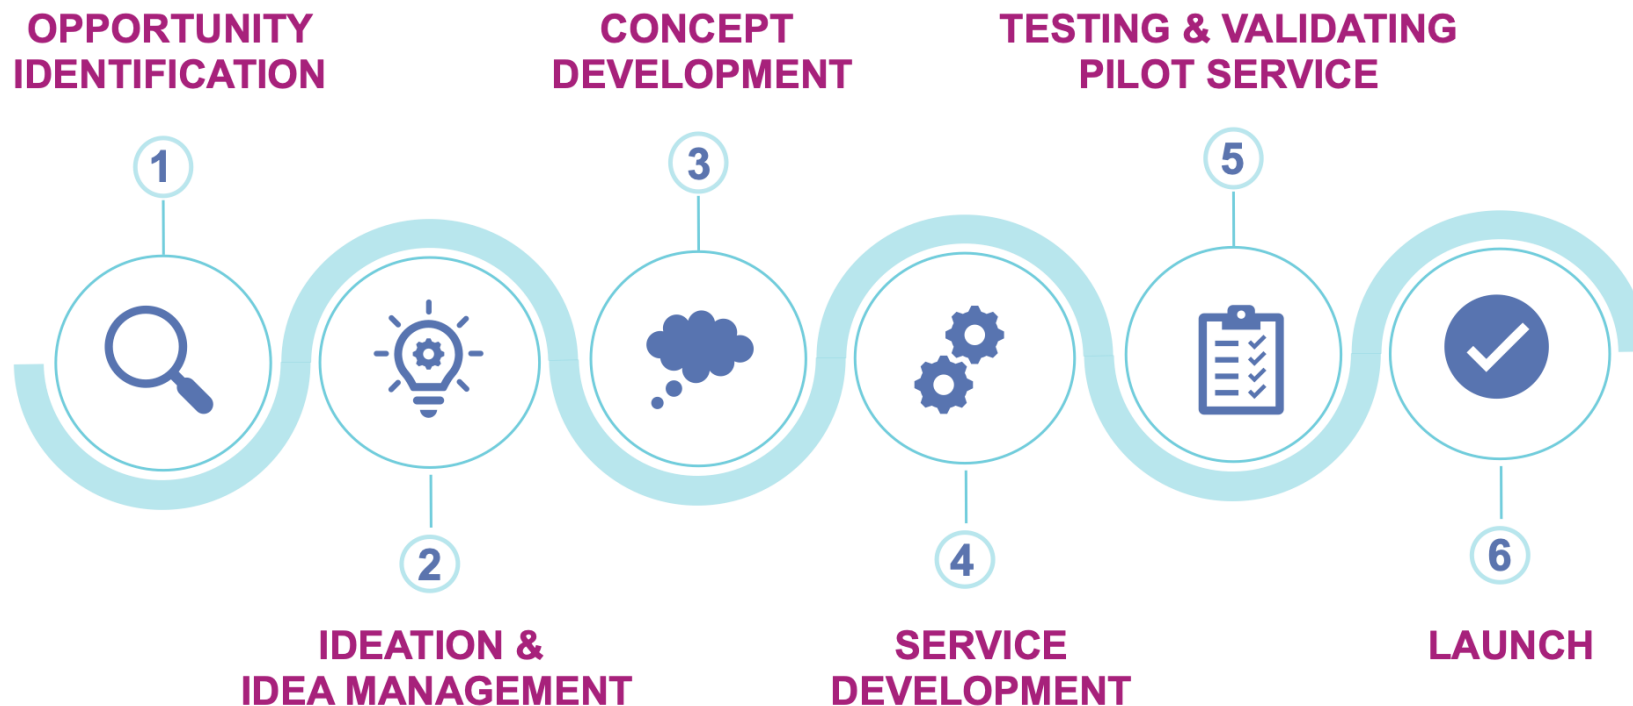 OPPORTUNITY
IDENTIFICATION
1
2
IDEATION &
IDEA MANAGEMENT
CONCEPT
DEVELOPMENT
3
4
SERVICE
DEVELOPMENT
TESTING & VALIDATING
PILOT SERVICE
5
6
LAUNCH